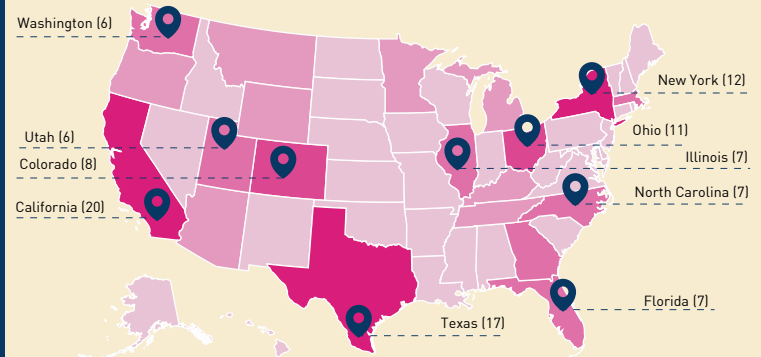 Washington (6)
Utah (6)
Colorado (8)
California (20)
New York (12)
Ohio (11)
Illinois (7)
North Carolina (7)
Florida (7)
Texas (17)